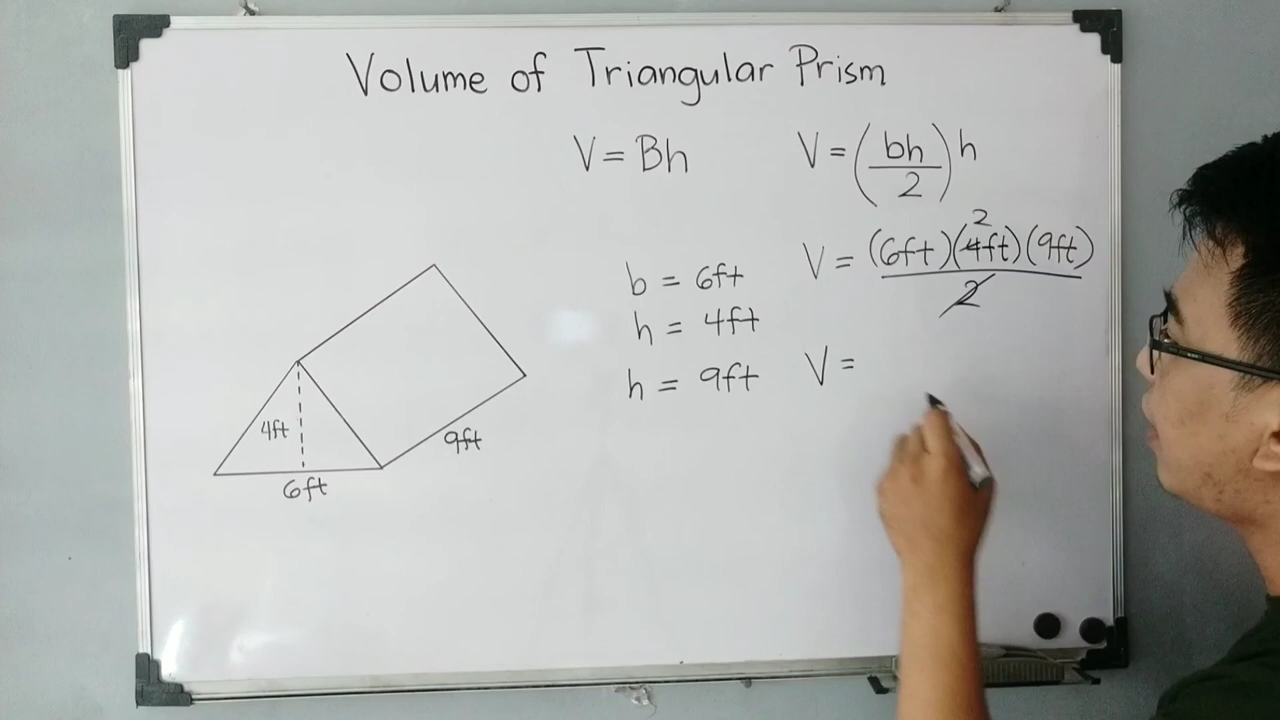 Volume of Triangular Prism
V = Bh
V = (bh/2)h
b = 6ft
h = 4ft
h = 9ft
V = (6ft)(4ft)(9ft)
2
2
V =
4ft
6ft
9ft